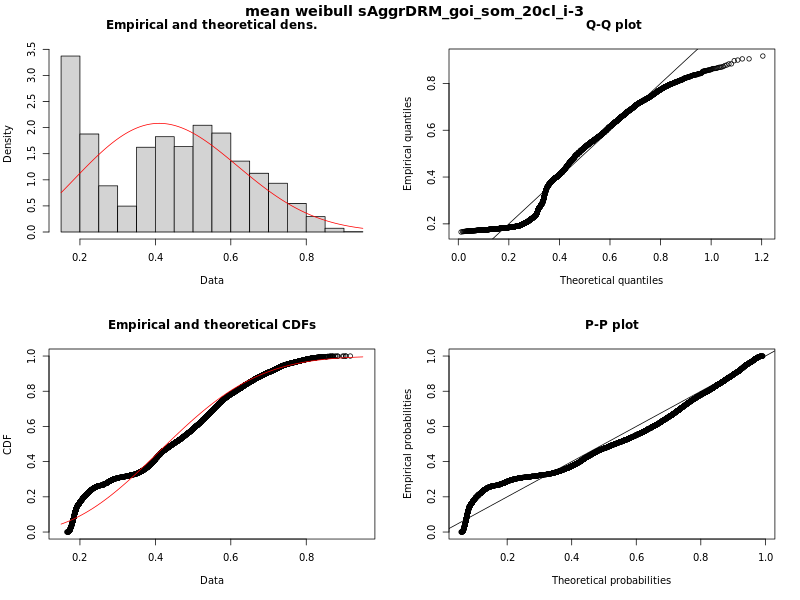 mean weibull sAggrDRM_goi_som_20cl_i-3
Empirical and theoretical dens.
Density
0.0 0.5 1.0 1.5 2.0 2.5 3.0 3.5
0.2 0.4 0.6 0.8
Data
Q-Q plot
Empirical quantiles
0.2 0.4 0.6 0.8
0.0 0.2 0.4 0.6 0.8 1.0 1.2
Theoretical quantiles
Empirical and theoretical CDFs
CDF
0.0 0.2 0.4 0.6 0.8 1.0
0.2 0.4 0.6 0.8
Data
P-P plot
Empirical probabilities
0.0 0.2 0.4 0.6 0.8 1.0
0.2 0.4 0.6 0.8 1.0
Theoretical probabilities